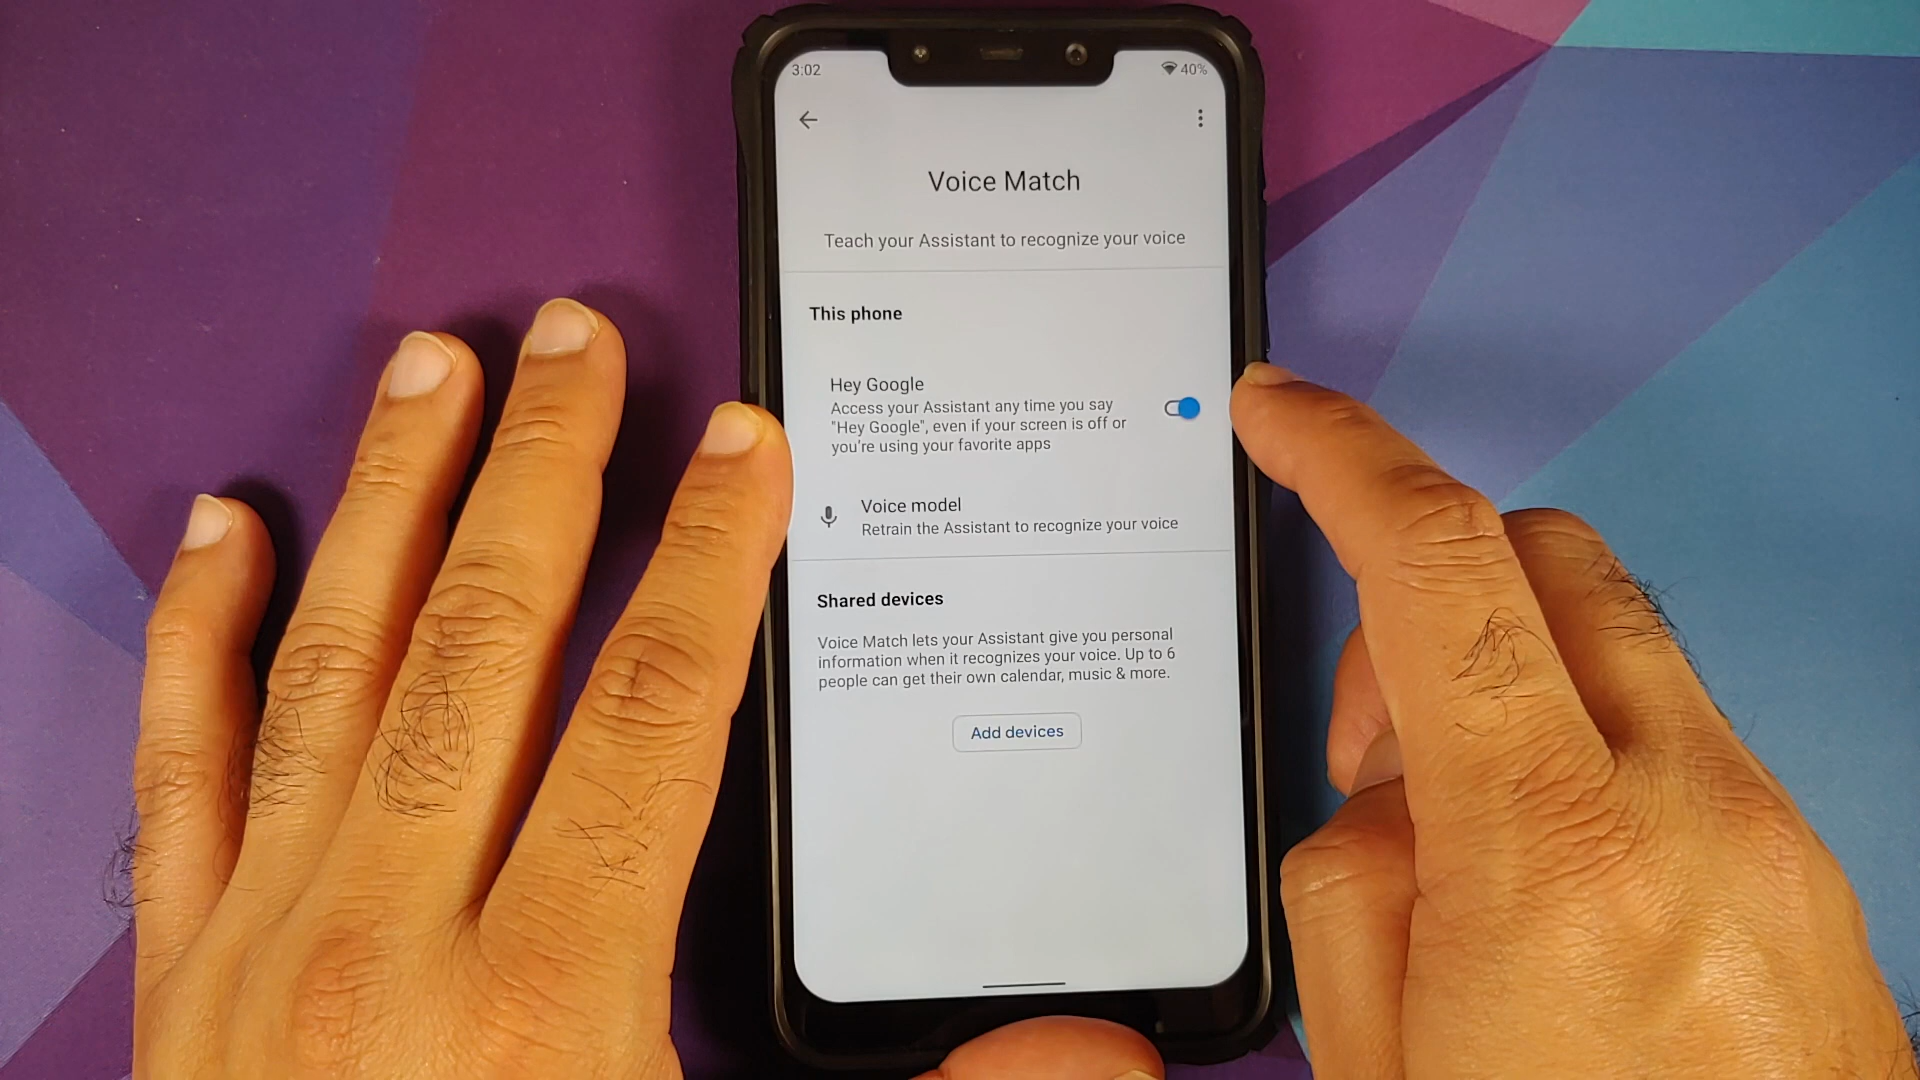 3:02
40%
Voice Match
Teach your Assistant to recognize your voice
This phone
Hey Google
Access your Assistant any time you say
"Hey Google", even if your screen is off or
you're using your favorite apps
Voice model
Retrain the Assistant to recognize your voice
Shared devices
Voice Match lets your Assistant give you personal
information when it recognizes your voice. Up to 6
people can get their own calendar, music & more.
Add devices